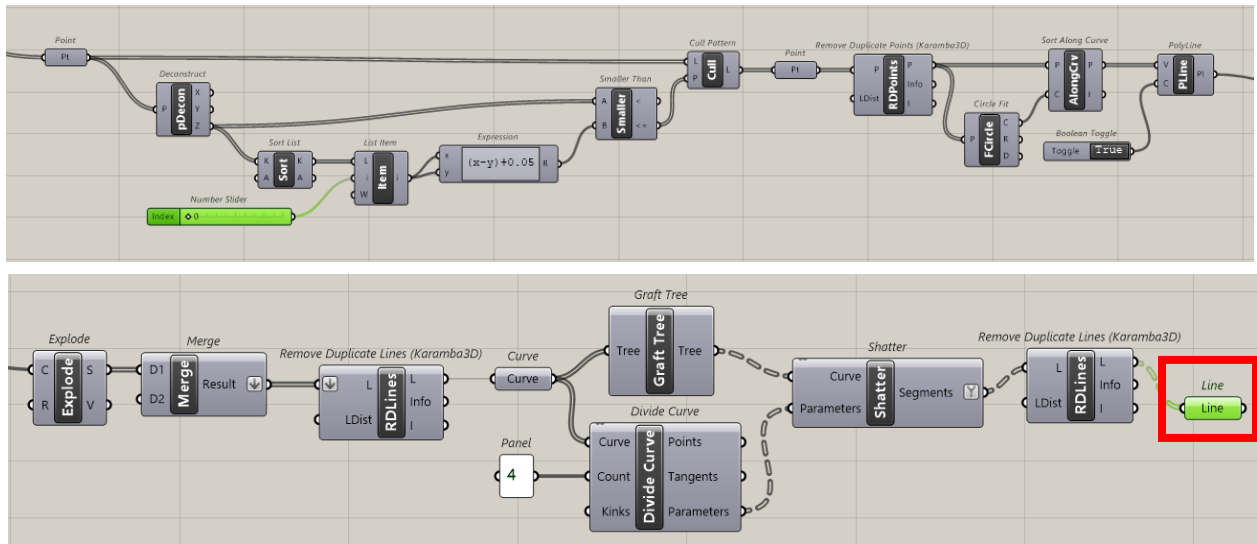 Point
Pt
Deconstruct
P
pDecon
X
Y
Z
Sort List
K
A
Sort
K
A
Number Slider
Index
0
List Item
L
i
W
Item
i
Expression
x
y
(x-y)+0.05
R
Smaller Than
A
B
Smaller
<
<=
Cull Pattern
L
P
Cull
L
Point
Pt
Remove Duplicate Points (Karamba3D)
P
LDist
RDPoints
P
Info
I
Circle Fit
P
FCircle
C
R
D
Sort Along Curve
P
C
AlongCrv
P
I
Boolean Toggle
Toggle
True
PolyLine
V
C
PLine
Pl
Explode
C
R
Explode
S
V
Merge
D1
D2
Merge
Result
Remove Duplicate Lines (Karamba3D)
L
LDist
RDLines
L
Info
I
Curve
Curve
Graft Tree
Tree
Graft Tree
Tree
Panel
4
Divide Curve
Curve
Count
Kinks
Divide Curve
Points
Tangents
Parameters
Shatter
Curve
Parameters
Shatter
Segments
Remove Duplicate Lines (Karamba3D)
L
LDist
RDLines
L
Info
I
Line
Line